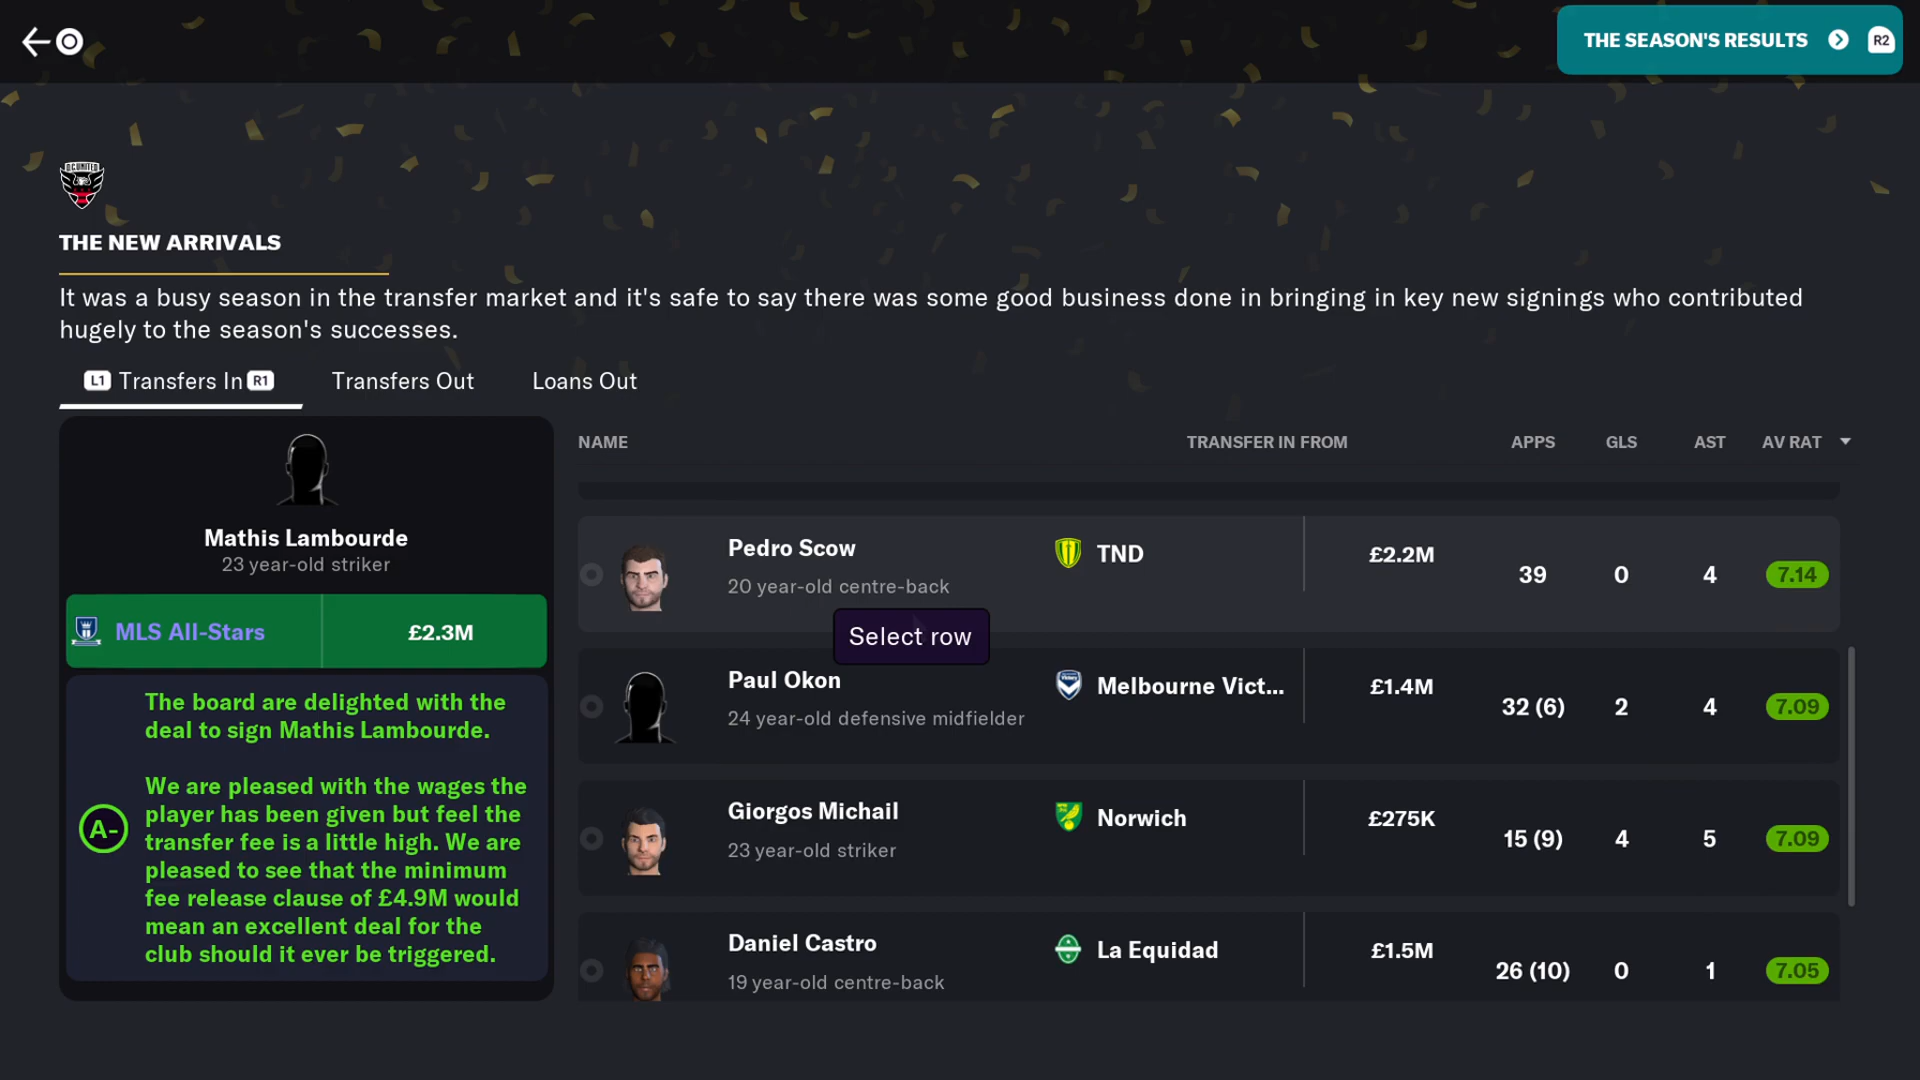 THE SEASON'S RESULTS R2
D.C. UNITED
THE NEW ARRIVALS
It was a busy season in the transfer market and it's safe to say there was some good business done in bringing in key new signings who contributed
hugely to the season's successes.
L1 Transfers In R1 Transfers Out Loans Out
Mathis Lambourde
23 year-old striker
MLS All-Stars £2.3M
The board are delighted with the
deal to sign Mathis Lambourde.
We are pleased with the wages the
player has been given but feel the
transfer fee is a little high. We are
pleased to see that the minimum
fee release clause of £4.9M would
mean an excellent deal for the
club should it ever be triggered.
A-
NAME TRANSFER IN FROM APPS GLS AST AV RAT
Pedro Scow TND £2.2M 39 0 4 7.14
20 year-old centre-back
Select row
Paul Okon Melbourne Vict... £1.4M 32 (6) 2 4 7.09
24 year-old defensive midfielder
Giorgos Michail Norwich £275K 15 (9) 4 5 7.09
23 year-old striker
Daniel Castro La Equidad £1.5M 26 (10) 0 1 7.05
19 year-old centre-back